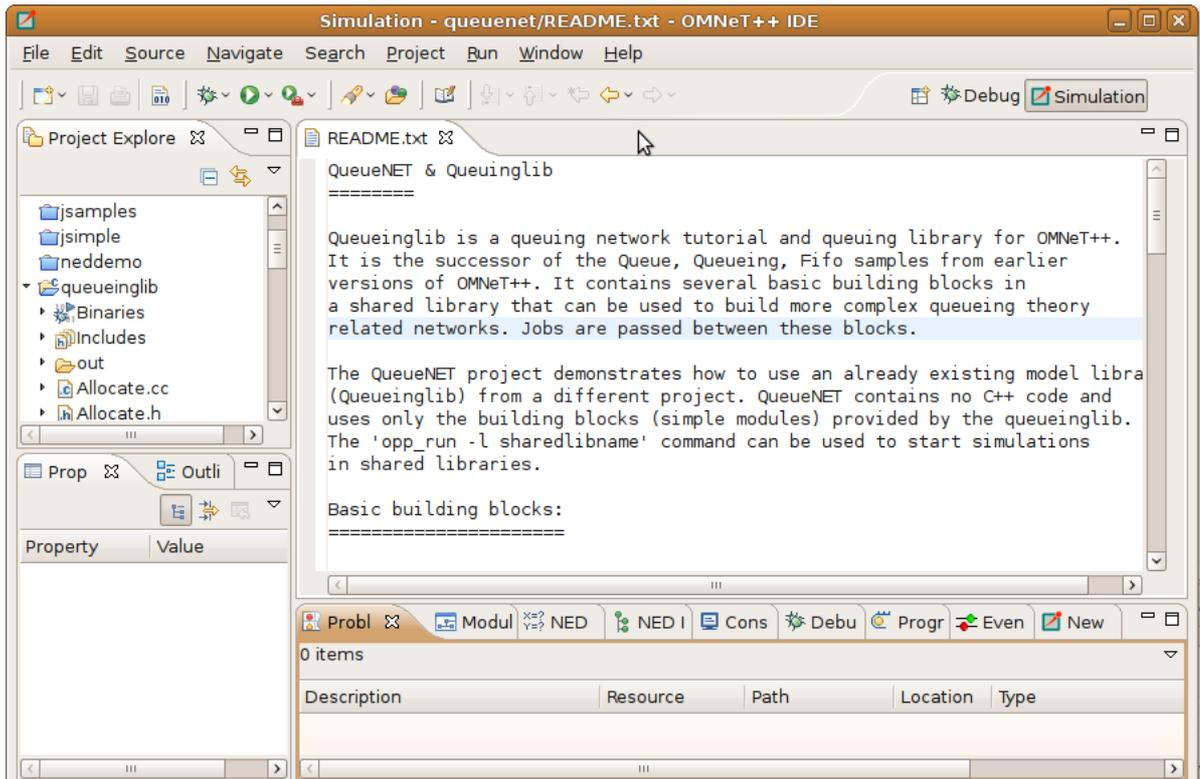 Simulation - queuenet/README.txt - OMNeT++ IDE
File Edit Source Navigate Search Project Run Window Help
010
Debug Simulation
Project Explore
jsamples
jsimple
neddemo
queueinglib
Binaries
Includes
out
Allocate.cc
Allocate.h
README.txt
QueueNET & Queuinglib
========
Queueinglib is a queuing network tutorial and queuing library for OMNeT++.
It is the successor of the Queue, Queueing, Fifo samples from earlier
versions of OMNeT++. It contains several basic building blocks in
a shared library that can be used to build more complex queueing theory
related networks. Jobs are passed between these blocks.
The QueueNET project demonstrates how to use an already existing model libra
(Queueinglib) from a different project. QueueNET contains no C++ code and
uses only the building blocks (simple modules) provided by the queueinglib.
The 'opp_run -l sharedlibname' command can be used to start simulations
in shared libraries.
Basic building blocks:
======================
Prop Outli
Property Value
Probl Modul NED NED I Cons Debu Progr Even New
0 items
Description Resource Path Location Type